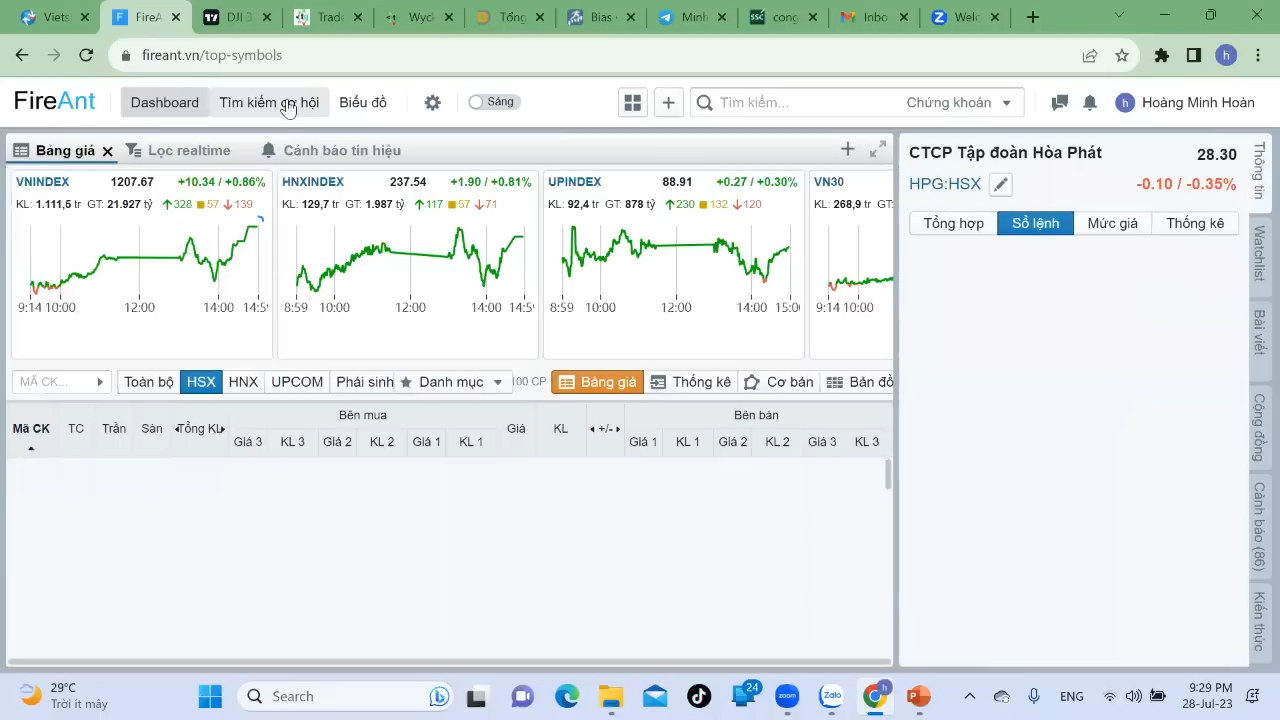 Vietst
FireA
DJI 3
Trade
Wyck
Tổng
Bias
Minh
cong
Inbo
Welc
fireant.vn/top-symbols
FireAnt
Dashboard
Tìm kiếm cơ hội
Biểu đồ
Sáng
Tìm kiếm...
Chứng khoán
Hoàng Minh Hoàn
Bảng giá
Lọc realtime
Cảnh báo tín hiệu
VNINDEX 1207.67 +10.34 / +0.86%
KL: 1.111,5 tr GT: 21.927 tỷ 328 57 139
9:14 10:00 12:00 14:00 14:59
HNXINDEX 237.54 +1.90 / +0.81%
KL: 129,7 tr GT: 1.987 tỷ 117 57 71
8:59 10:00 12:00 14:00 14:59
UPINDEX 88.91 +0.27 / +0.30%
KL: 92,4 tr GT: 878 tỷ 230 132 120
8:59 10:00 12:00 14:00 15:00
VN30
KL: 268,9 tr GT:
9:14 10:00
MÃ CK...
Toàn bộ HSX HNX UPCOM Phái sinh Danh mục 100 CP
Bảng giá Thống kê Cơ bản Bản đồ
Mã CK TC Trần Sàn Tổng KL Bên mua Giá KL +/- Bên bán
Giá 3 KL 3 Giá 2 KL 2 Giá 1 KL 1 Giá 1 KL 1 Giá 2 KL 2 Giá 3 KL 3
CTCP Tập đoàn Hòa Phát 28.30
HPG:HSX -0.10 / -0.35%
Tổng hợp Sổ lệnh Mức giá Thống kê
Thông tin
Watchlist
Bài viết
Cộng đồng
Cảnh báo (86)
Kiến thức
29°C
Trời ít mây
Search
24
zoom
Zalo
ENG
9:29 PM
28-Jul-23